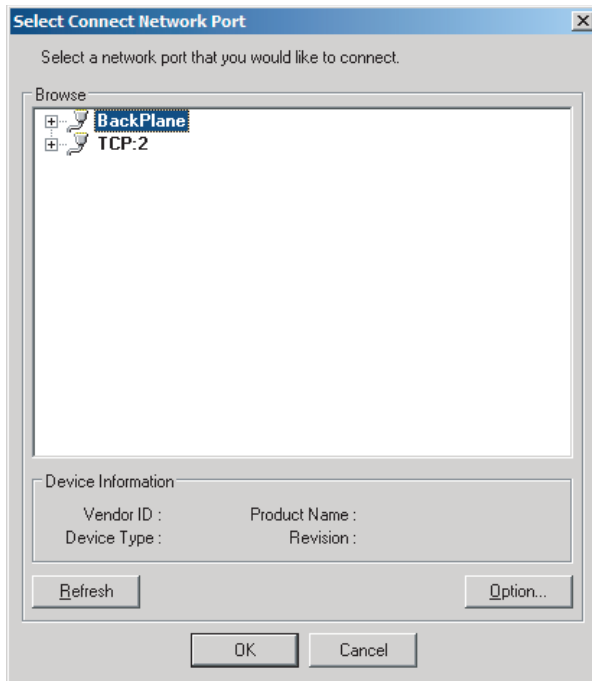 Select Connect Network Port
Select a network port that you would like to connect.
Browse
BackPlane
TCP:2
Device Information
Vendor ID : Product Name :
Device Type : Revision :
Refresh Option...
OK Cancel